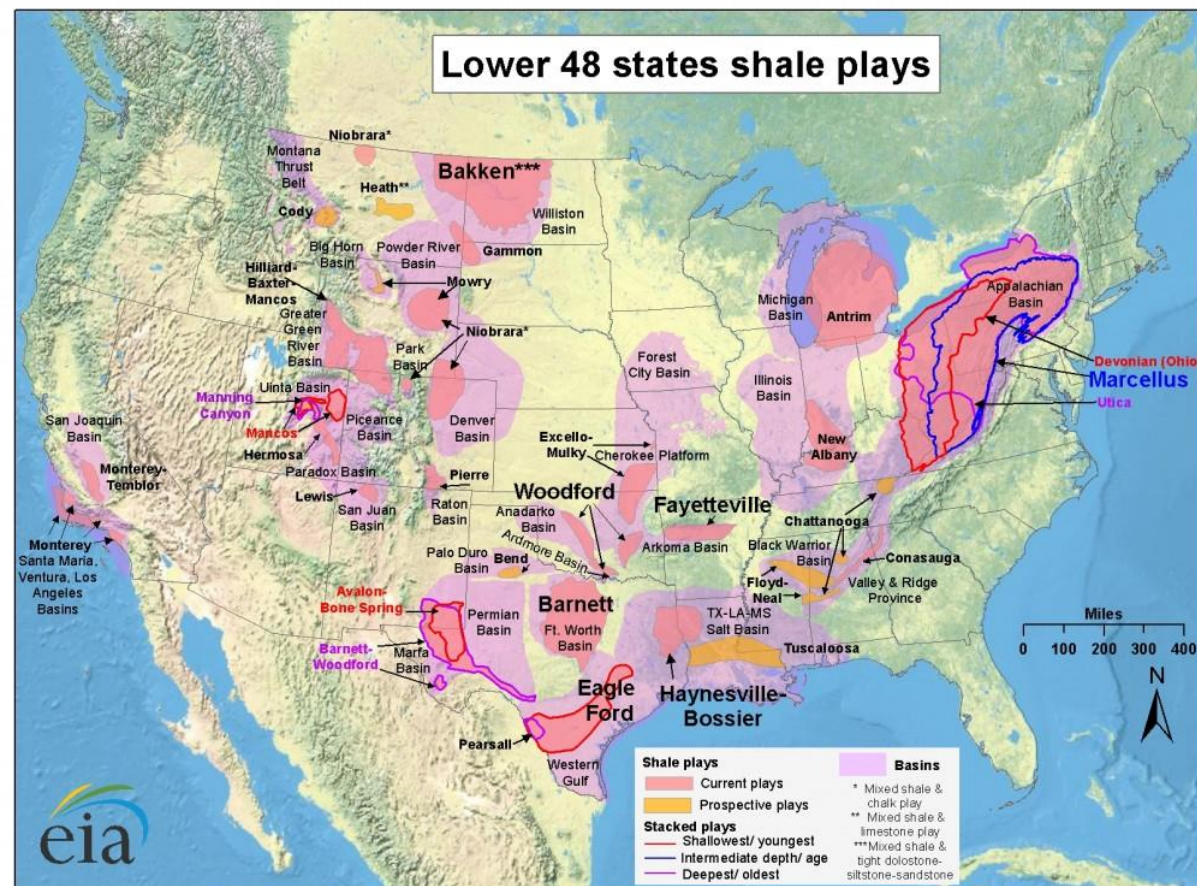 Lower 48 states shale plays
Niobrara*
Montana
Thrust
Belt
Bakken***
Heath**
Cody
Williston
Basin
Big Horn
Basin
Powder River
Basin
Gammon
Hilliard-
Baxter-
Mancos
Mowry
Greater
Green
River
Basin
Niobrara*
Park
Basin
Michigan
Basin
Antrim
Appalachian
Basin
Devonian (Ohio
Marcellus
Utica
Forest
City Basin
Illinois
Basin
Uinta Basin
Manning
Canyon
Mancos
Piceance
Basin
Denver
Basin
San Joaquin
Basin
Hermosa
Paradox Basin
Excello-
Mulky
Cherokee Platform
New
Albany
Monterey-
Temblor
Lewis
San Juan
Basin
Pierre
Raton
Basin
Woodford
Anadarko
Basin
Fayetteville
Arkoma Basin
Chattanooga
Black Warrior
Basin
Conasauga
Monterey
Santa Maria,
Ventura, Los
Angeles
Basins
Palo Duro
Basin
Bend
Ardmore Basin
Floyd-
Neal
Valley & Ridge
Province
Avalon-
Bone Spring
Permian
Basin
Barnett
Ft. Worth
Basin
TX-LA-MS
Salt Basin
Tuscaloosa
Barnett-
Woodford
Marfa
Basin
Eagle
Ford
Haynesville-
Bossier
Pearsall
Western
Gulf
Miles
0 100 200 300 400
N
Shale plays
Current plays
Prospective plays
Stacked plays
Shallowest/ youngest
Intermediate depth/ age
Deepest/ oldest
Basins
* Mixed shale &
chalk play
** Mixed shale &
limestone play
***Mixed shale &
tight dolostone-
siltstone-sandstone
eia